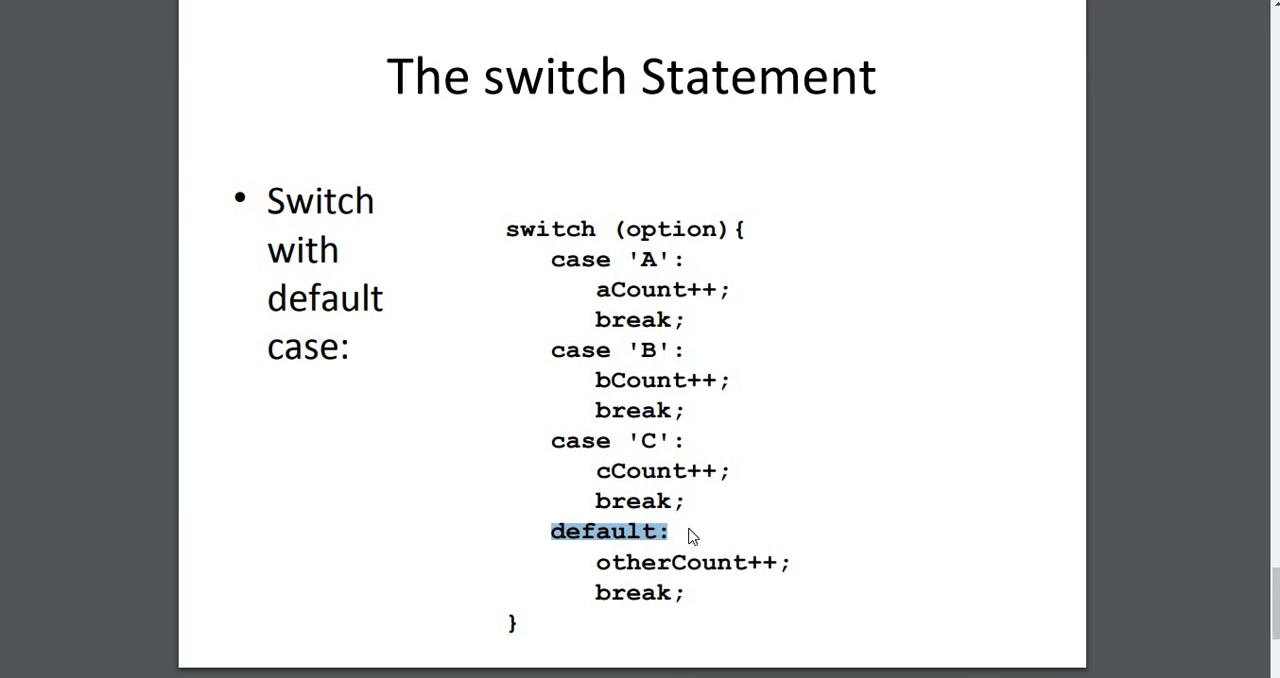 The switch Statement
• Switch
with
default
case:
switch (option){
case 'A':
aCount++;
break;
case 'B':
bCount++;
break;
case 'C':
cCount++;
break;
default:
otherCount++;
break;
}